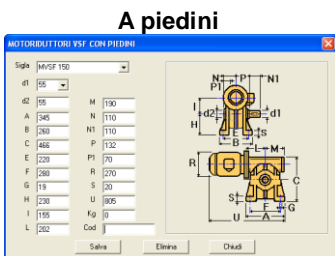 A piedini
MOTORIDUTTORI VSF CON PIEDINI
Sigla MVSF 150
d1 55
d2 55 M 190
A 345 N 110
B 260 N1 110
C 466 P 132
E 220 P1 70
F 280 R 270
G 19 S 20
H 230 U 805
I 155 Kg 0
L 202 Cod
Salva Elimina Chiudi
N P N1
P1
I d2 d1
H S
E
B
L M
R C
S G
F
U A